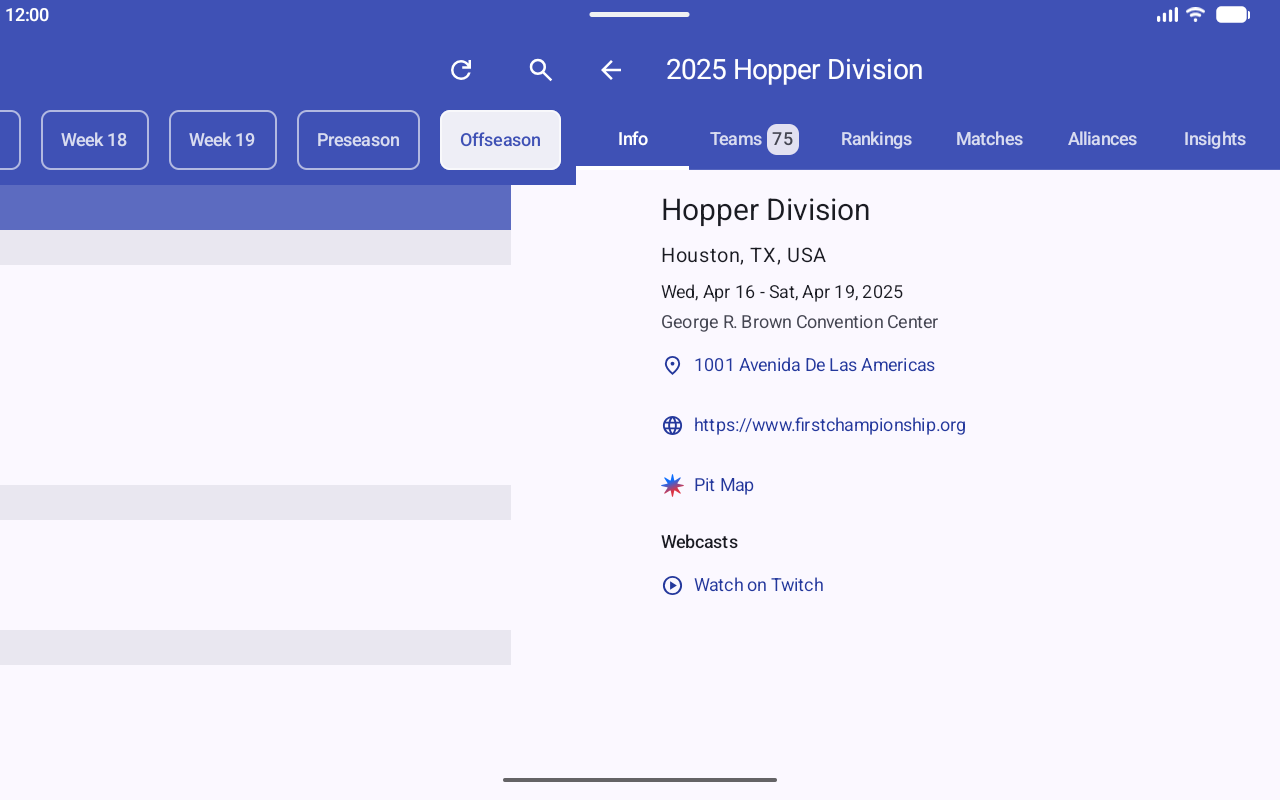 12:00
2025 Hopper Division
Week 18
Week 19
Preseason
Offseason
Info
Teams 75
Rankings
Matches
Alliances
Insights
Hopper Division
Houston, TX, USA
Wed, Apr 16 - Sat, Apr 19, 2025
George R. Brown Convention Center
1001 Avenida De Las Americas
https://www.firstchampionship.org
Pit Map
Webcasts
Watch on Twitch